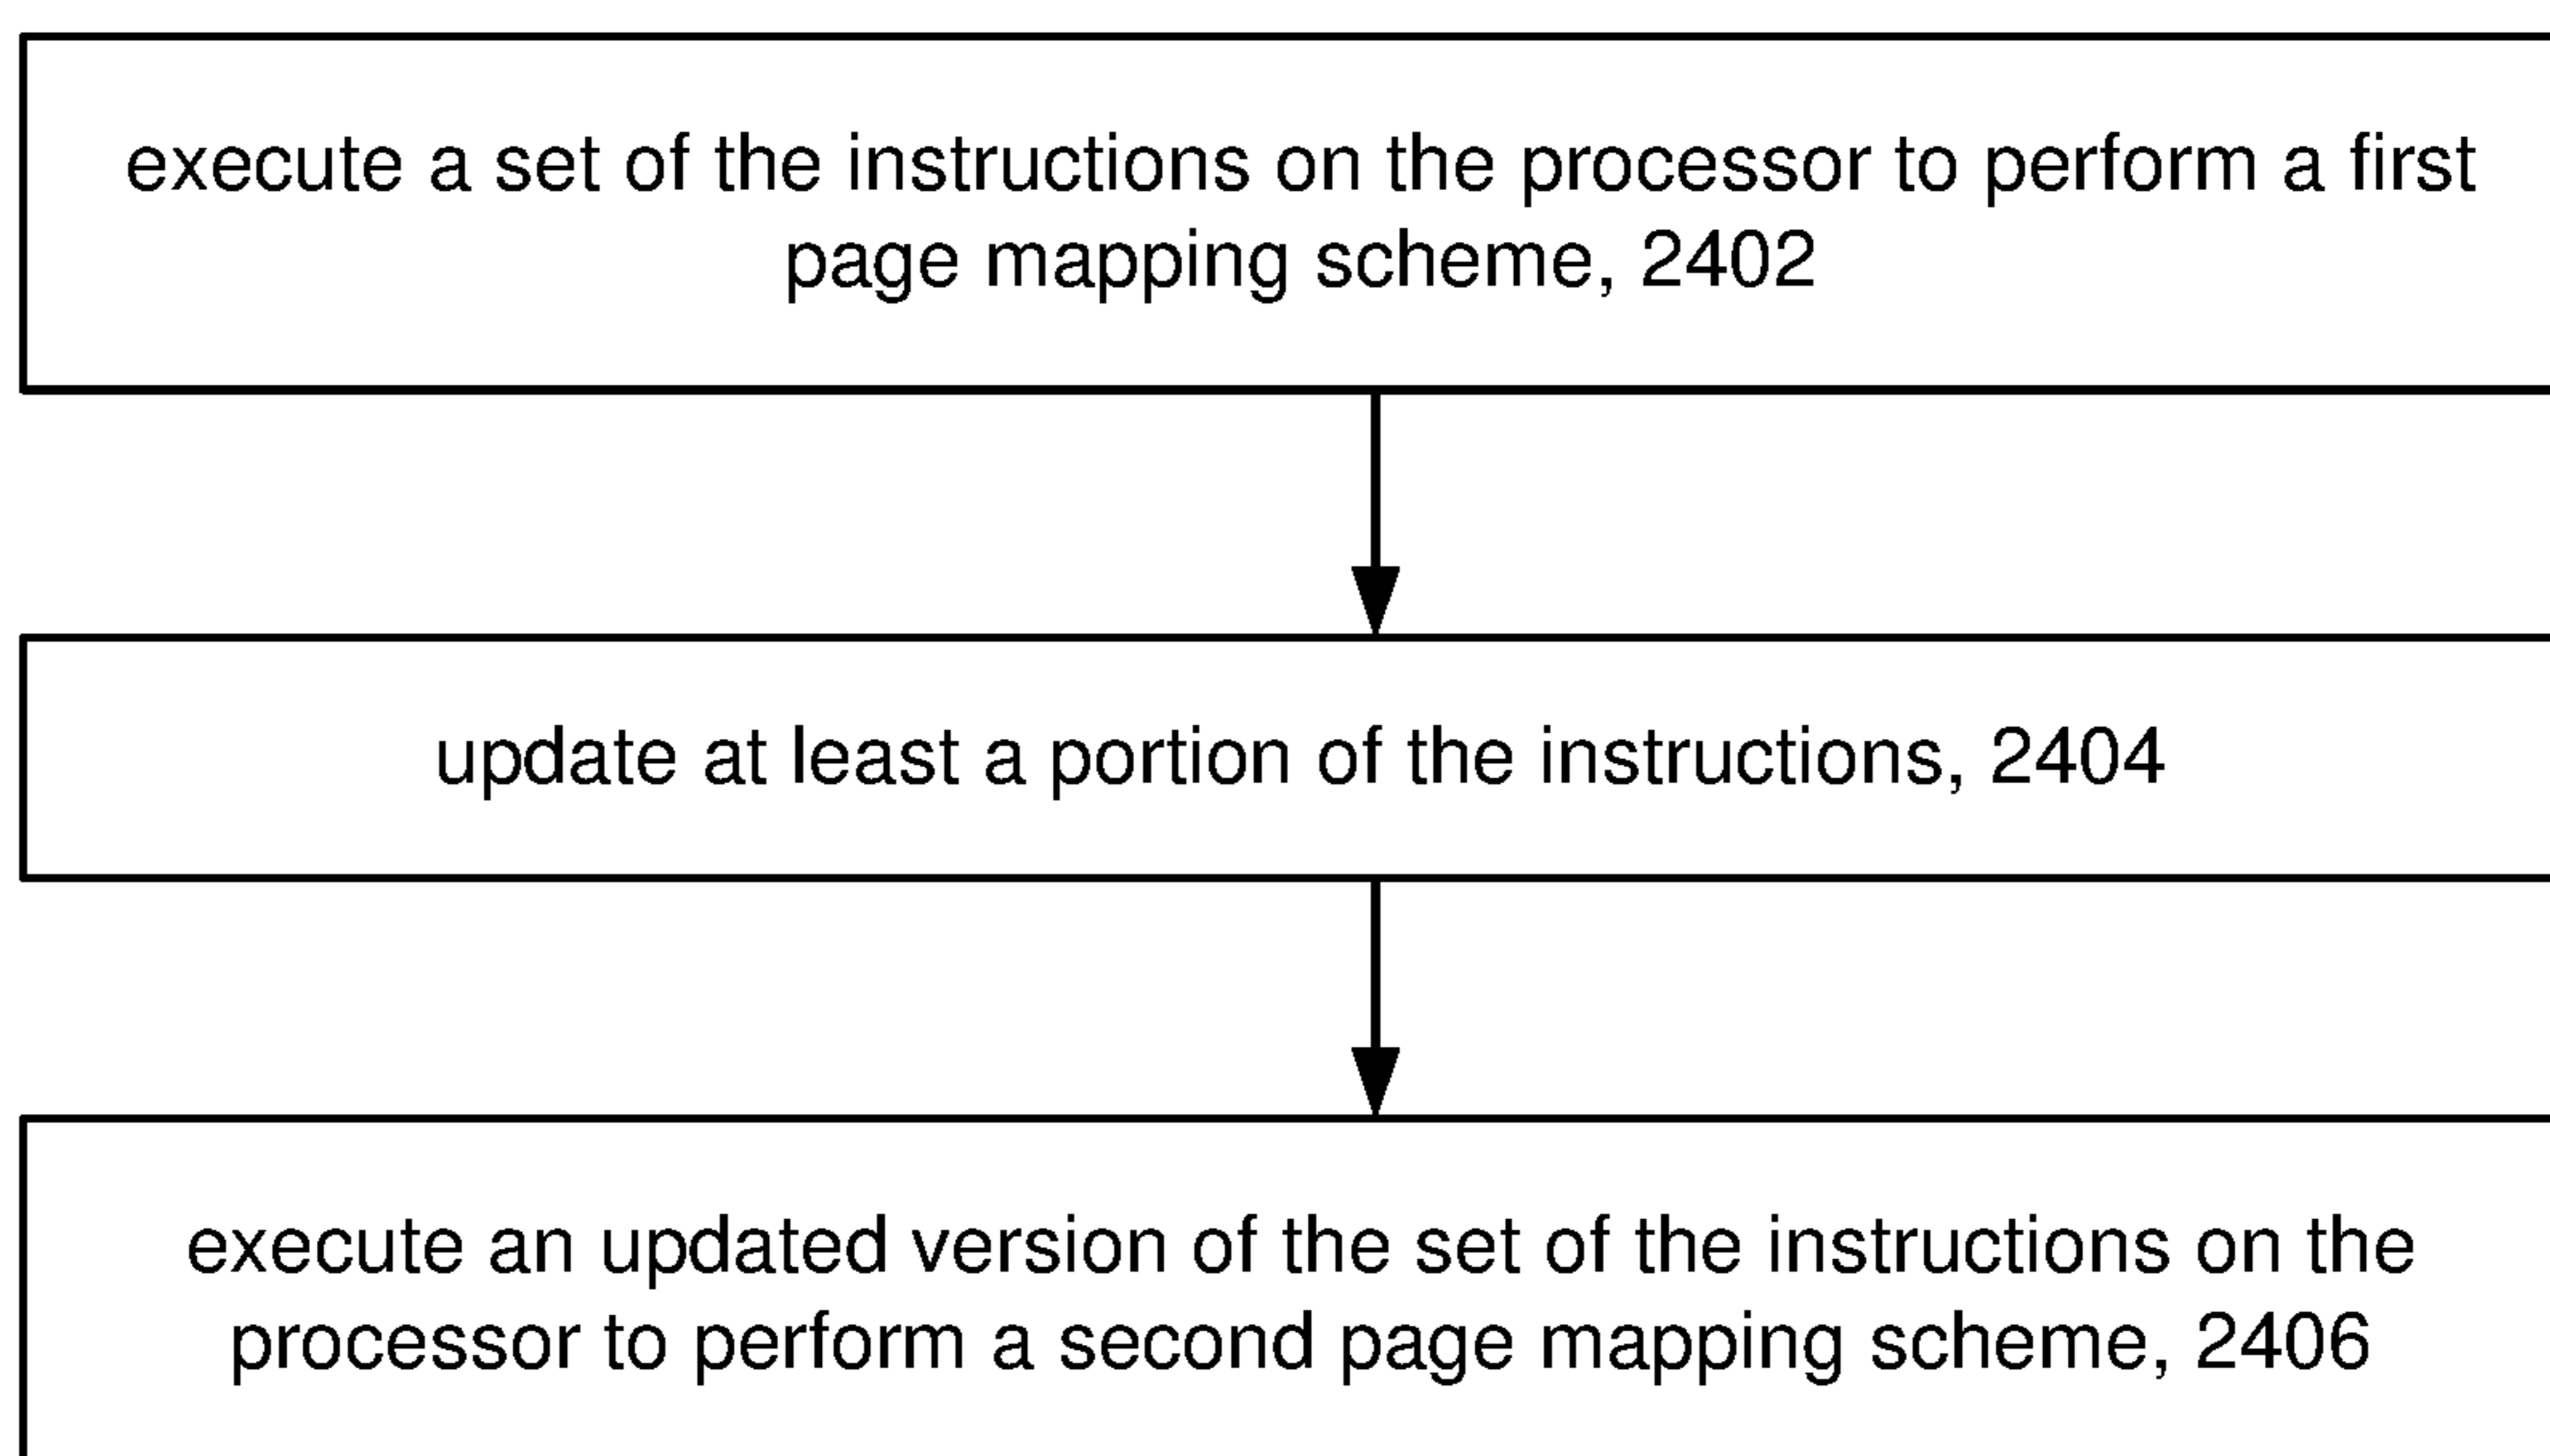 execute a set of the instructions on the processor to perform a first
page mapping scheme, 2402
update at least a portion of the instructions, 2404
execute an updated version of the set of the instructions on the
processor to perform a second page mapping scheme, 2406